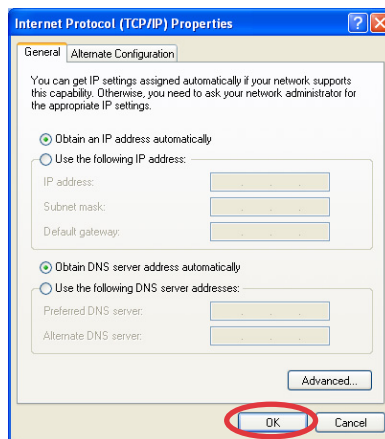 Internet Protocol (TCP/IP) Properties
General
Alternate Configuration
You can get IP settings assigned automatically if your network supports
this capability. Otherwise, you need to ask your network administrator for
the appropriate IP settings.
Obtain an IP address automatically
Use the following IP address:
IP address:
Subnet mask:
Default gateway:
Obtain DNS server address automatically
Use the following DNS server addresses:
Preferred DNS server:
Alternate DNS server:
Advanced...
OK
Cancel